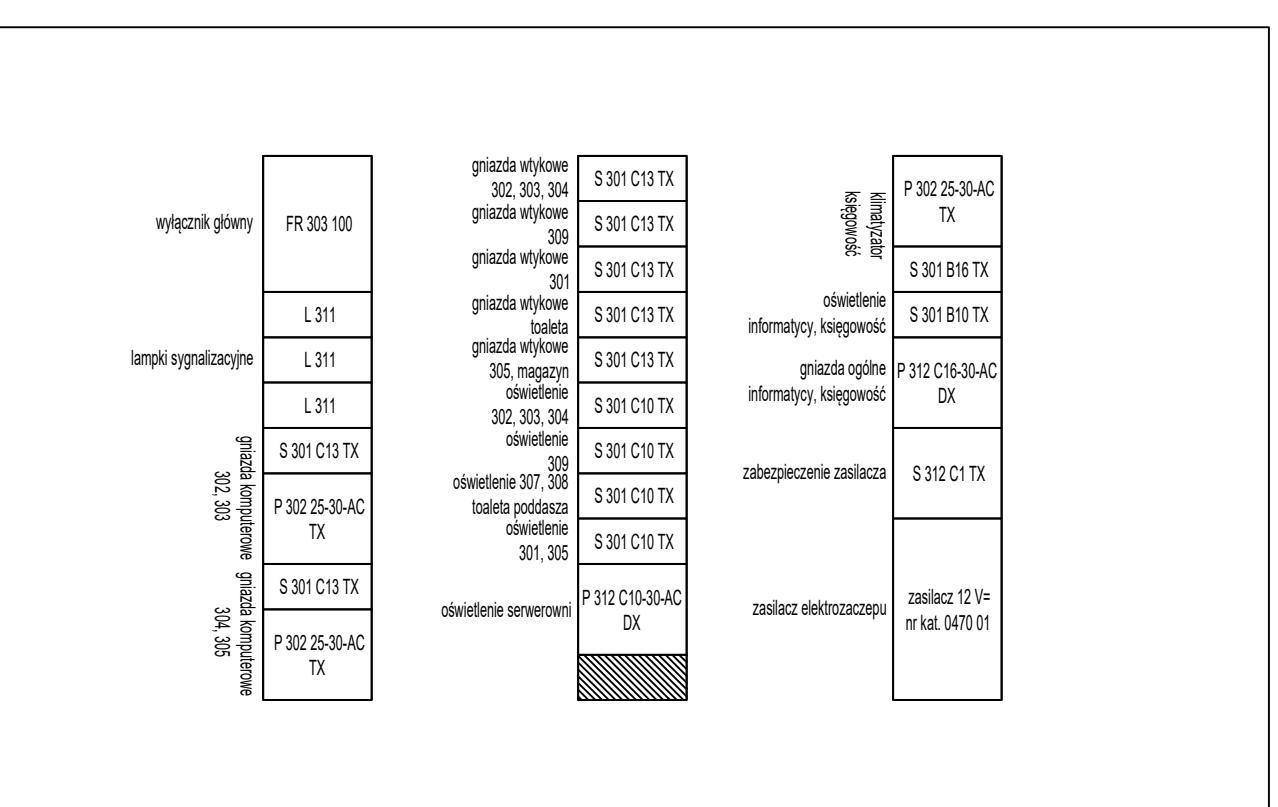 wyłącznik główny
FR 303 100
L 311
lampki sygnalizacyjne
L 311
L 311
gniazda komputerowe
302, 303
S 301 C13 TX
P 302 25-30-AC
TX
gniazda komputerowe
304, 305
S 301 C13 TX
P 302 25-30-AC
TX
gniazda wtykowe
302, 303, 304
S 301 C13 TX
gniazda wtykowe
309
S 301 C13 TX
gniazda wtykowe
301
S 301 C13 TX
gniazda wtykowe
toaleta
S 301 C13 TX
gniazda wtykowe
305, magazyn
S 301 C13 TX
oświetlenie
302, 303, 304
S 301 C10 TX
oświetlenie
309
S 301 C10 TX
oświetlenie 307, 308
toaleta poddasza
S 301 C10 TX
oświetlenie
301, 305
S 301 C10 TX
oświetlenie serwerowni
P 312 C10-30-AC
DX
klimatyzator
księgowość
P 302 25-30-AC
TX
S 301 B16 TX
oświetlenie
informatycy, księgowość
S 301 B10 TX
gniazda ogólne
informatycy, księgowość
P 312 C16-30-AC
DX
zabezpieczenie zasilacza
S 312 C1 TX
zasilacz elektrozaczepu
zasilacz 12 V=
nr kat. 0470 01